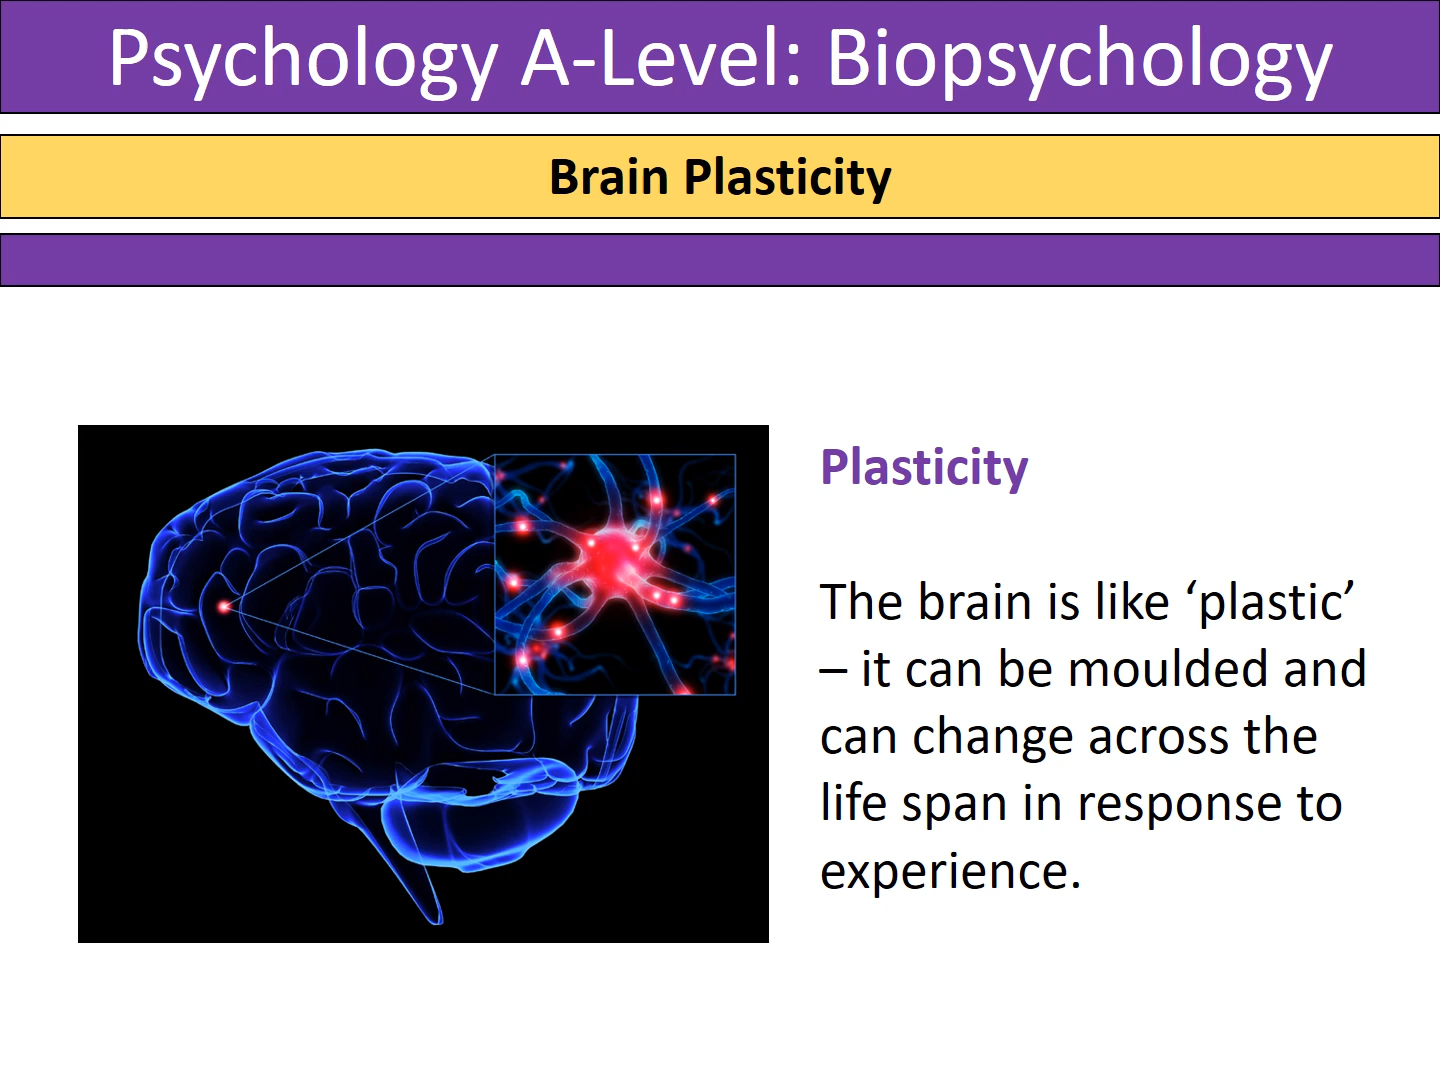 Psychology A-Level: Biopsychology
Brain Plasticity
Plasticity
The brain is like ‘plastic’
– it can be moulded and
can change across the
life span in response to
experience.